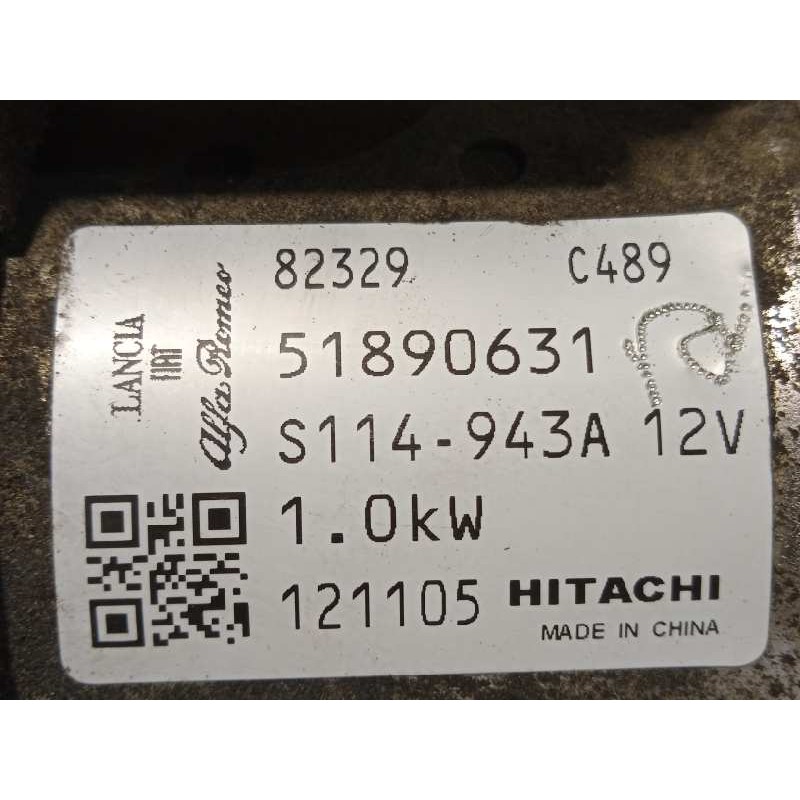 82329 C489
LANCIA
FIAT
Alfa Romeo
51890631
S114-943A 12V
1.0kW
121105 HITACHI
MADE IN CHINA